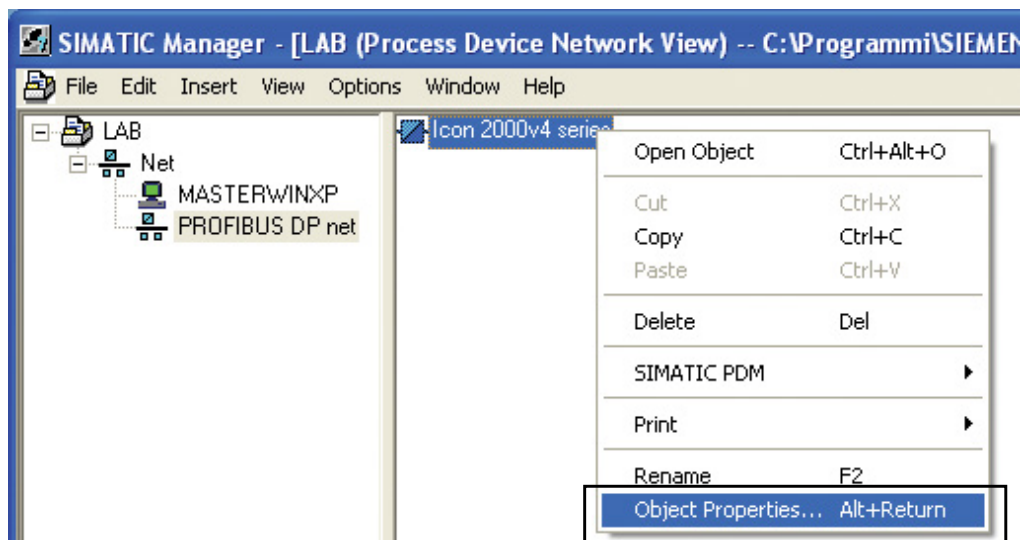 SIMATIC Manager - [LAB (Process Device Network View) -- C:\Programmi\SIEMEN
File Edit Insert View Options Window Help
LAB
Net
MASTERWINXP
PROFIBUS DP net
Icon 2000v4 series
Open Object Ctrl+Alt+O
Cut Ctrl+X
Copy Ctrl+C
Paste Ctrl+V
Delete Del
SIMATIC PDM
Print
Rename F2
Object Properties... Alt+Return